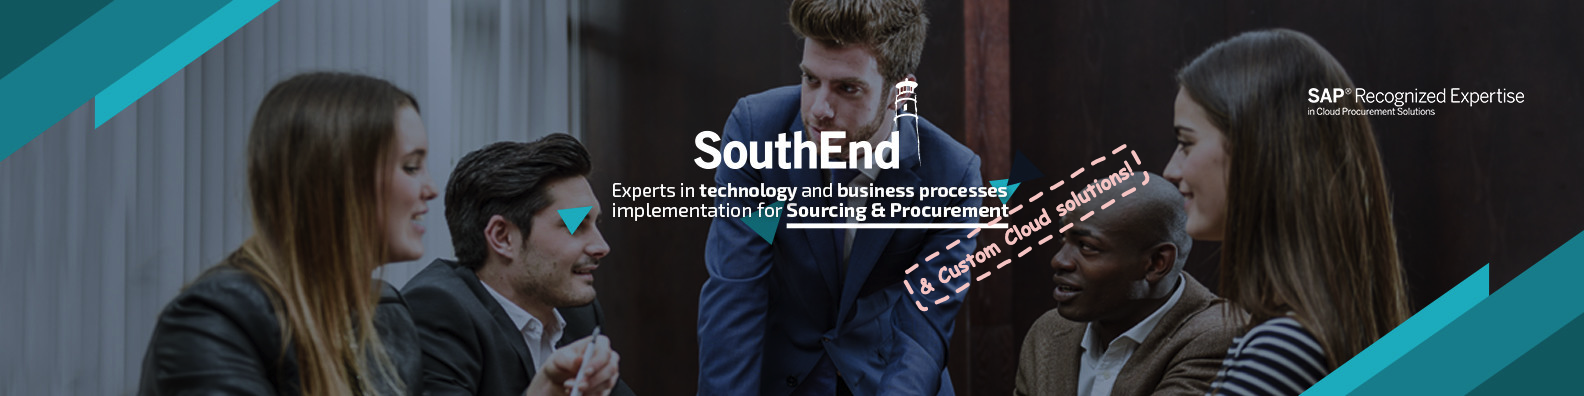 SouthEnd
Experts in technology and business processes
implementation for Sourcing & Procurement
& Custom Cloud solutions!
SAP® Recognized Expertise
in Cloud Procurement Solutions